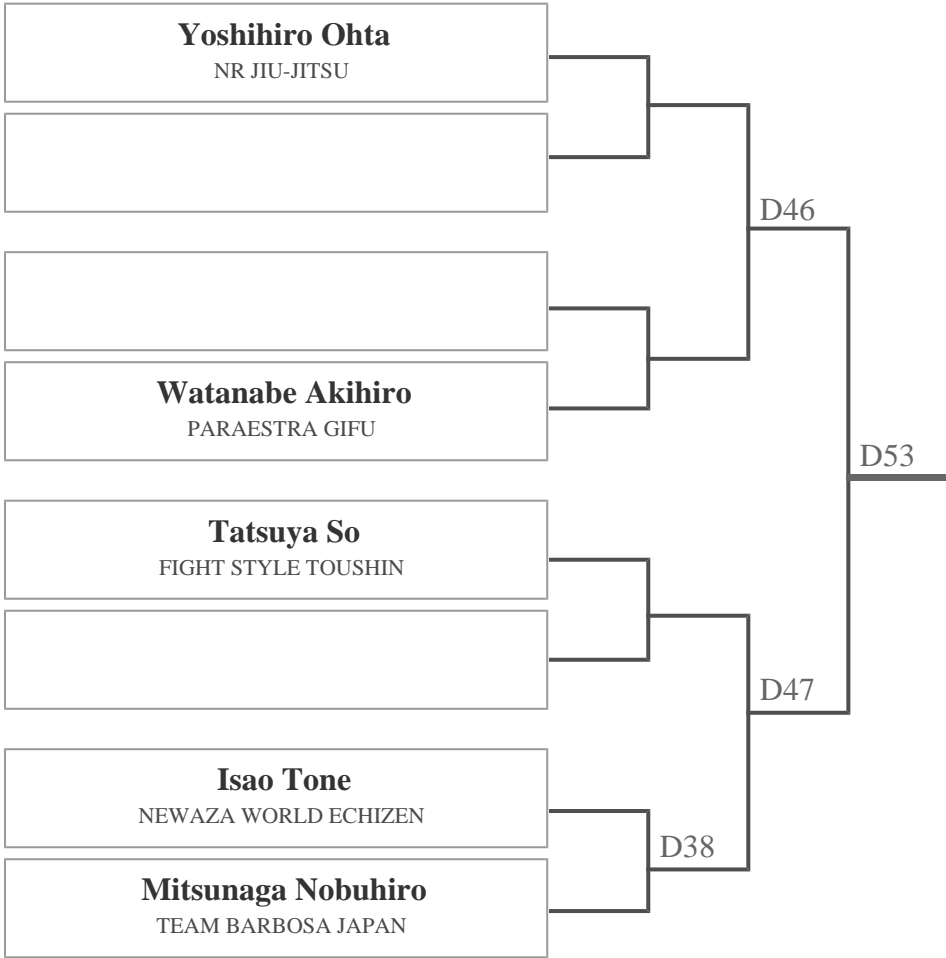 Yoshihiro Ohta
NR JIU-JITSU
D46
Watanabe Akihiro
PARAESTRA GIFU
D53
Tatsuya So
FIGHT STYLE TOUSHIN
D47
Isao Tone
NEWAZA WORLD ECHIZEN
D38
Mitsunaga Nobuhiro
TEAM BARBOSA JAPAN